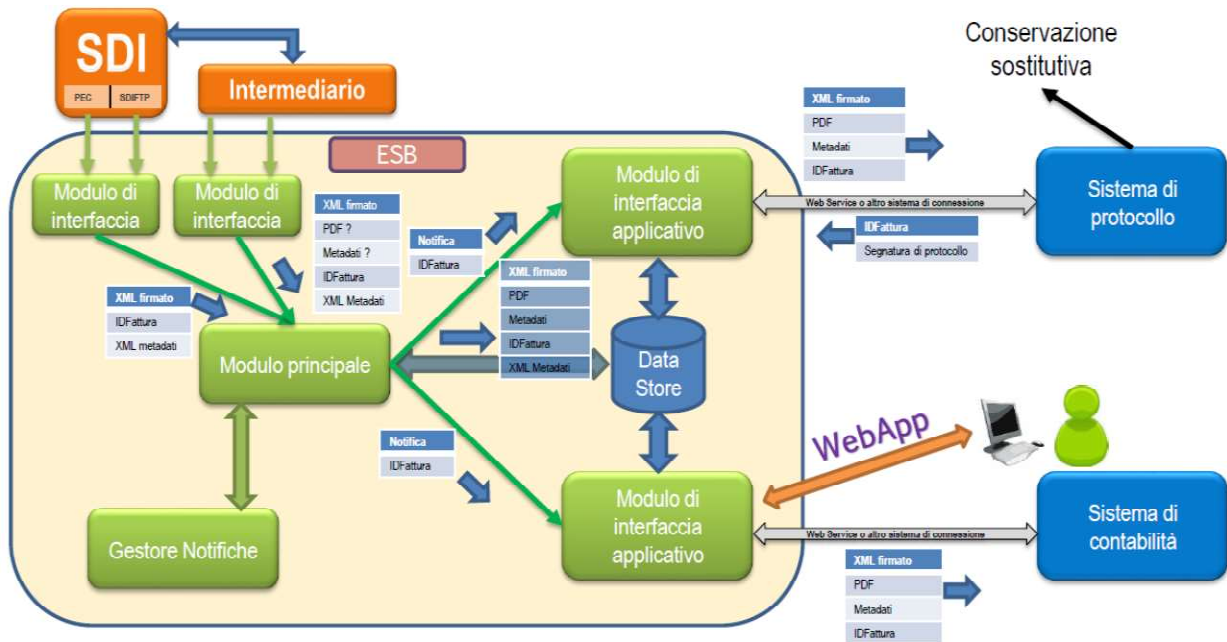 SDI
PEC
SDIFTP
Intermediario
Conservazione
sostitutiva
ESB
Modulo di
interfaccia
Modulo di
interfaccia
XML firmato
PDF ?
Metadati ?
IDFattura
XML Metadati
Notifica
IDFattura
Modulo di
interfaccia
applicativo
XML firmato
PDF
Metadati
IDFattura
Web Service o altro sistema di connessione
IDFattura
Segnatura di protocollo
Sistema di
protocollo
XML firmato
IDFattura
XML metadati
XML firmato
PDF
Metadati
IDFattura
XML Metadati
Modulo principale
Data
Store
Notifica
IDFattura
WebApp
Gestore Notifiche
Modulo di
interfaccia
applicativo
Web Service o altro sistema di connessione
Sistema di
contabilità
XML firmato
PDF
Metadati
IDFattura